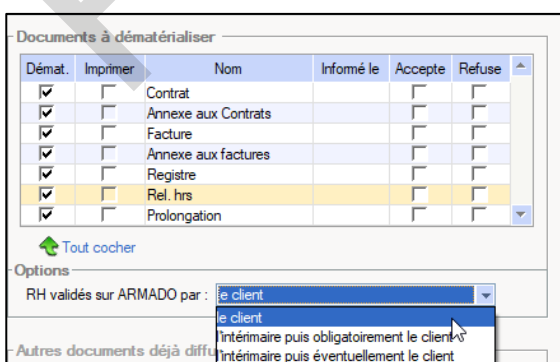 Documents à dématérialiser
Démat. Imprimer Nom Informé le Accepte Refuse
Contrat
Annexe aux Contrats
Facture
Annexe aux factures
Registre
Rel. hrs
Prolongation
Tout cocher
Options
RH validés sur ARMADO par : le client
le client
l'intérimaire puis obligatoirement le client
Autres documents déjà diffu
l'intérimaire puis éventuellement le client